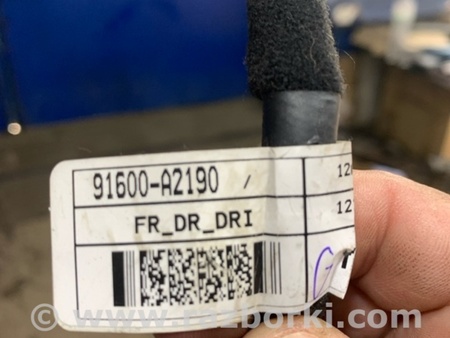 91600-A2190 /
FR_DR_DRI
12
12
© www.razborki.com/